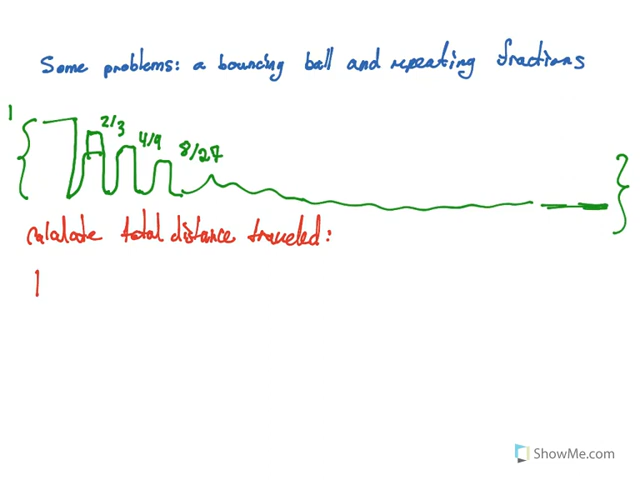 Some problems: a bouncing ball and repeating fractions
1
2/3
4/9
8/27
calculate total distance traveled:
1
ShowMe.com